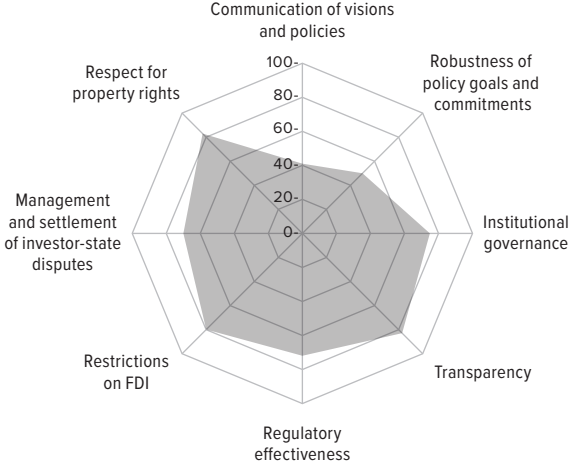 Communication of visions
and policies
Robustness of
policy goals and
commitments
Institutional
governance
Transparency
Regulatory
effectiveness
Restrictions
on FDI
Management
and settlement
of investor-state
disputes
Respect for
property rights
100-
80-
60-
40-
20-
0-